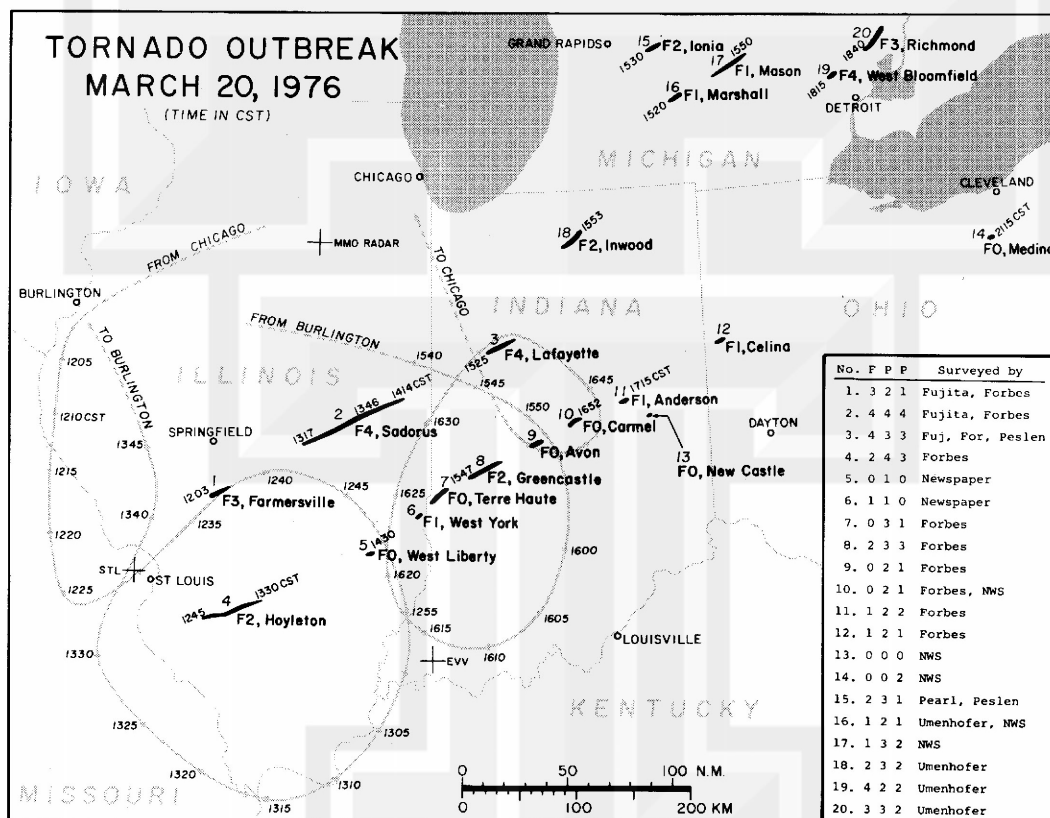 TORNADO OUTBREAK
MARCH 20, 1976
(TIME IN CST)
GRAND RAPIDS
15
F2, Ionia
1530
17
1550
F1, Mason
16
F1, Marshall
1520
20
F3, Richmond
1840
19
F4, West Bloomfield
1815
DETROIT
MICHIGAN
IOWA
CHICAGO
CLEVELAND
14
2115 CST
F0, Medina
MMO RADAR
18
1553
F2, Inwood
FROM CHICAGO
TO CHICAGO
BURLINGTON
TO BURLINGTON
FROM BURLINGTON
INDIANA
OHIO
ILLINOIS
1205
1210 CST
1215
1220
1225
1345
1340
1540
1545
1550
3
1525
F4, Lafayette
12
F1, Celina
1645
11
1715 CST
F1, Anderson
10
1652
F0, Carmel
9
F0, Avon
13
F0, New Castle
DAYTON
2
1317
1346
1414 CST
F4, Sadorus
1630
SPRINGFIELD
1
1203
F3, Farmersville
1235
1240
1245
8
1547
F2, Greencastle
7
F0, Terre Haute
1625
6
F1, West York
5
1430
F0, West Liberty
1620
1600
STL
ST LOUIS
4
1245
1330 CST
F2, Hoyleton
1255
1615
1605
1610
EVV
LOUISVILLE
1330
1325
1320
1315
1310
1305
KENTUCKY
MISSOURI
0 50 100 N.M.
0 100 200 KM
No. F P P Surveyed by
1. 3 2 1 Fujita, Forbes
2. 4 4 4 Fujita, Forbes
3. 4 3 3 Fuj, For, Peslen
4. 2 4 3 Forbes
5. 0 1 0 Newspaper
6. 1 1 0 Newspaper
7. 0 3 1 Forbes
8. 2 3 3 Forbes
9. 0 2 1 Forbes
10. 0 2 1 Forbes, NWS
11. 1 2 2 Forbes
12. 1 2 1 Forbes
13. 0 0 0 NWS
14. 0 0 2 NWS
15. 2 3 1 Pearl, Peslen
16. 1 2 1 Umenhofer, NWS
17. 1 3 2 NWS
18. 2 3 2 Umenhofer
19. 4 2 2 Umenhofer
20. 3 3 2 Umenhofer